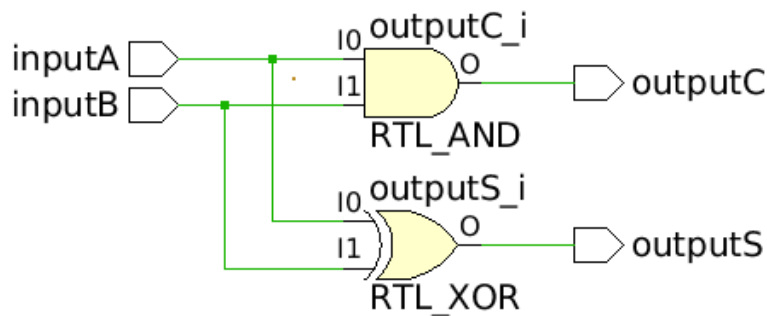 outputC_i
inputA
I0
O
I1
outputC
inputB
RTL_AND
outputS_i
I0
O
I1
outputS
RTL_XOR